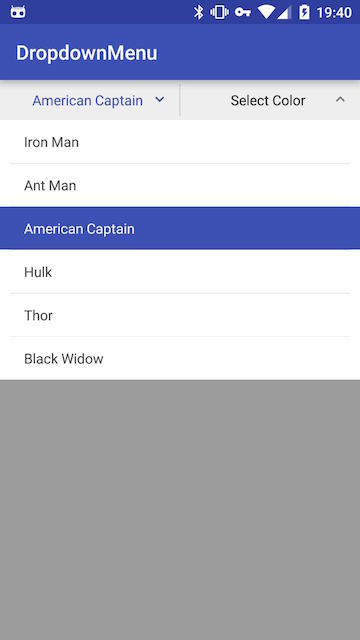 19:40
DropdownMenu
American Captain Select Color
Iron Man
Ant Man
American Captain
Hulk
Thor
Black Widow